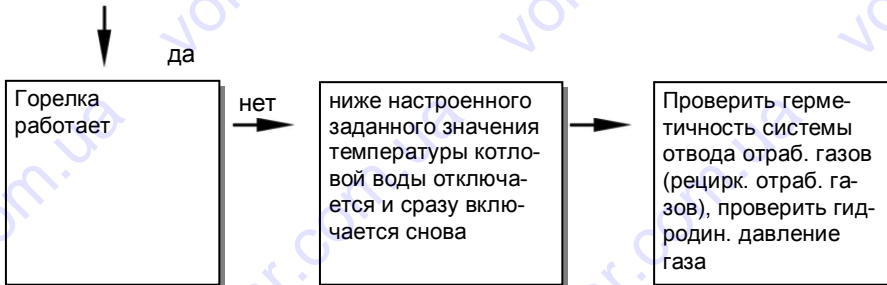 да
Горелка
работает
нет
ниже настроенного
заданного значения
температуры котло-
вой воды отключа-
ется и сразу вклю-
чается снова
Проверить герме-
тичность системы
отвода отраб. газов
(рецирк. отраб. га-
зов), проверить гид-
родин. давление
газа